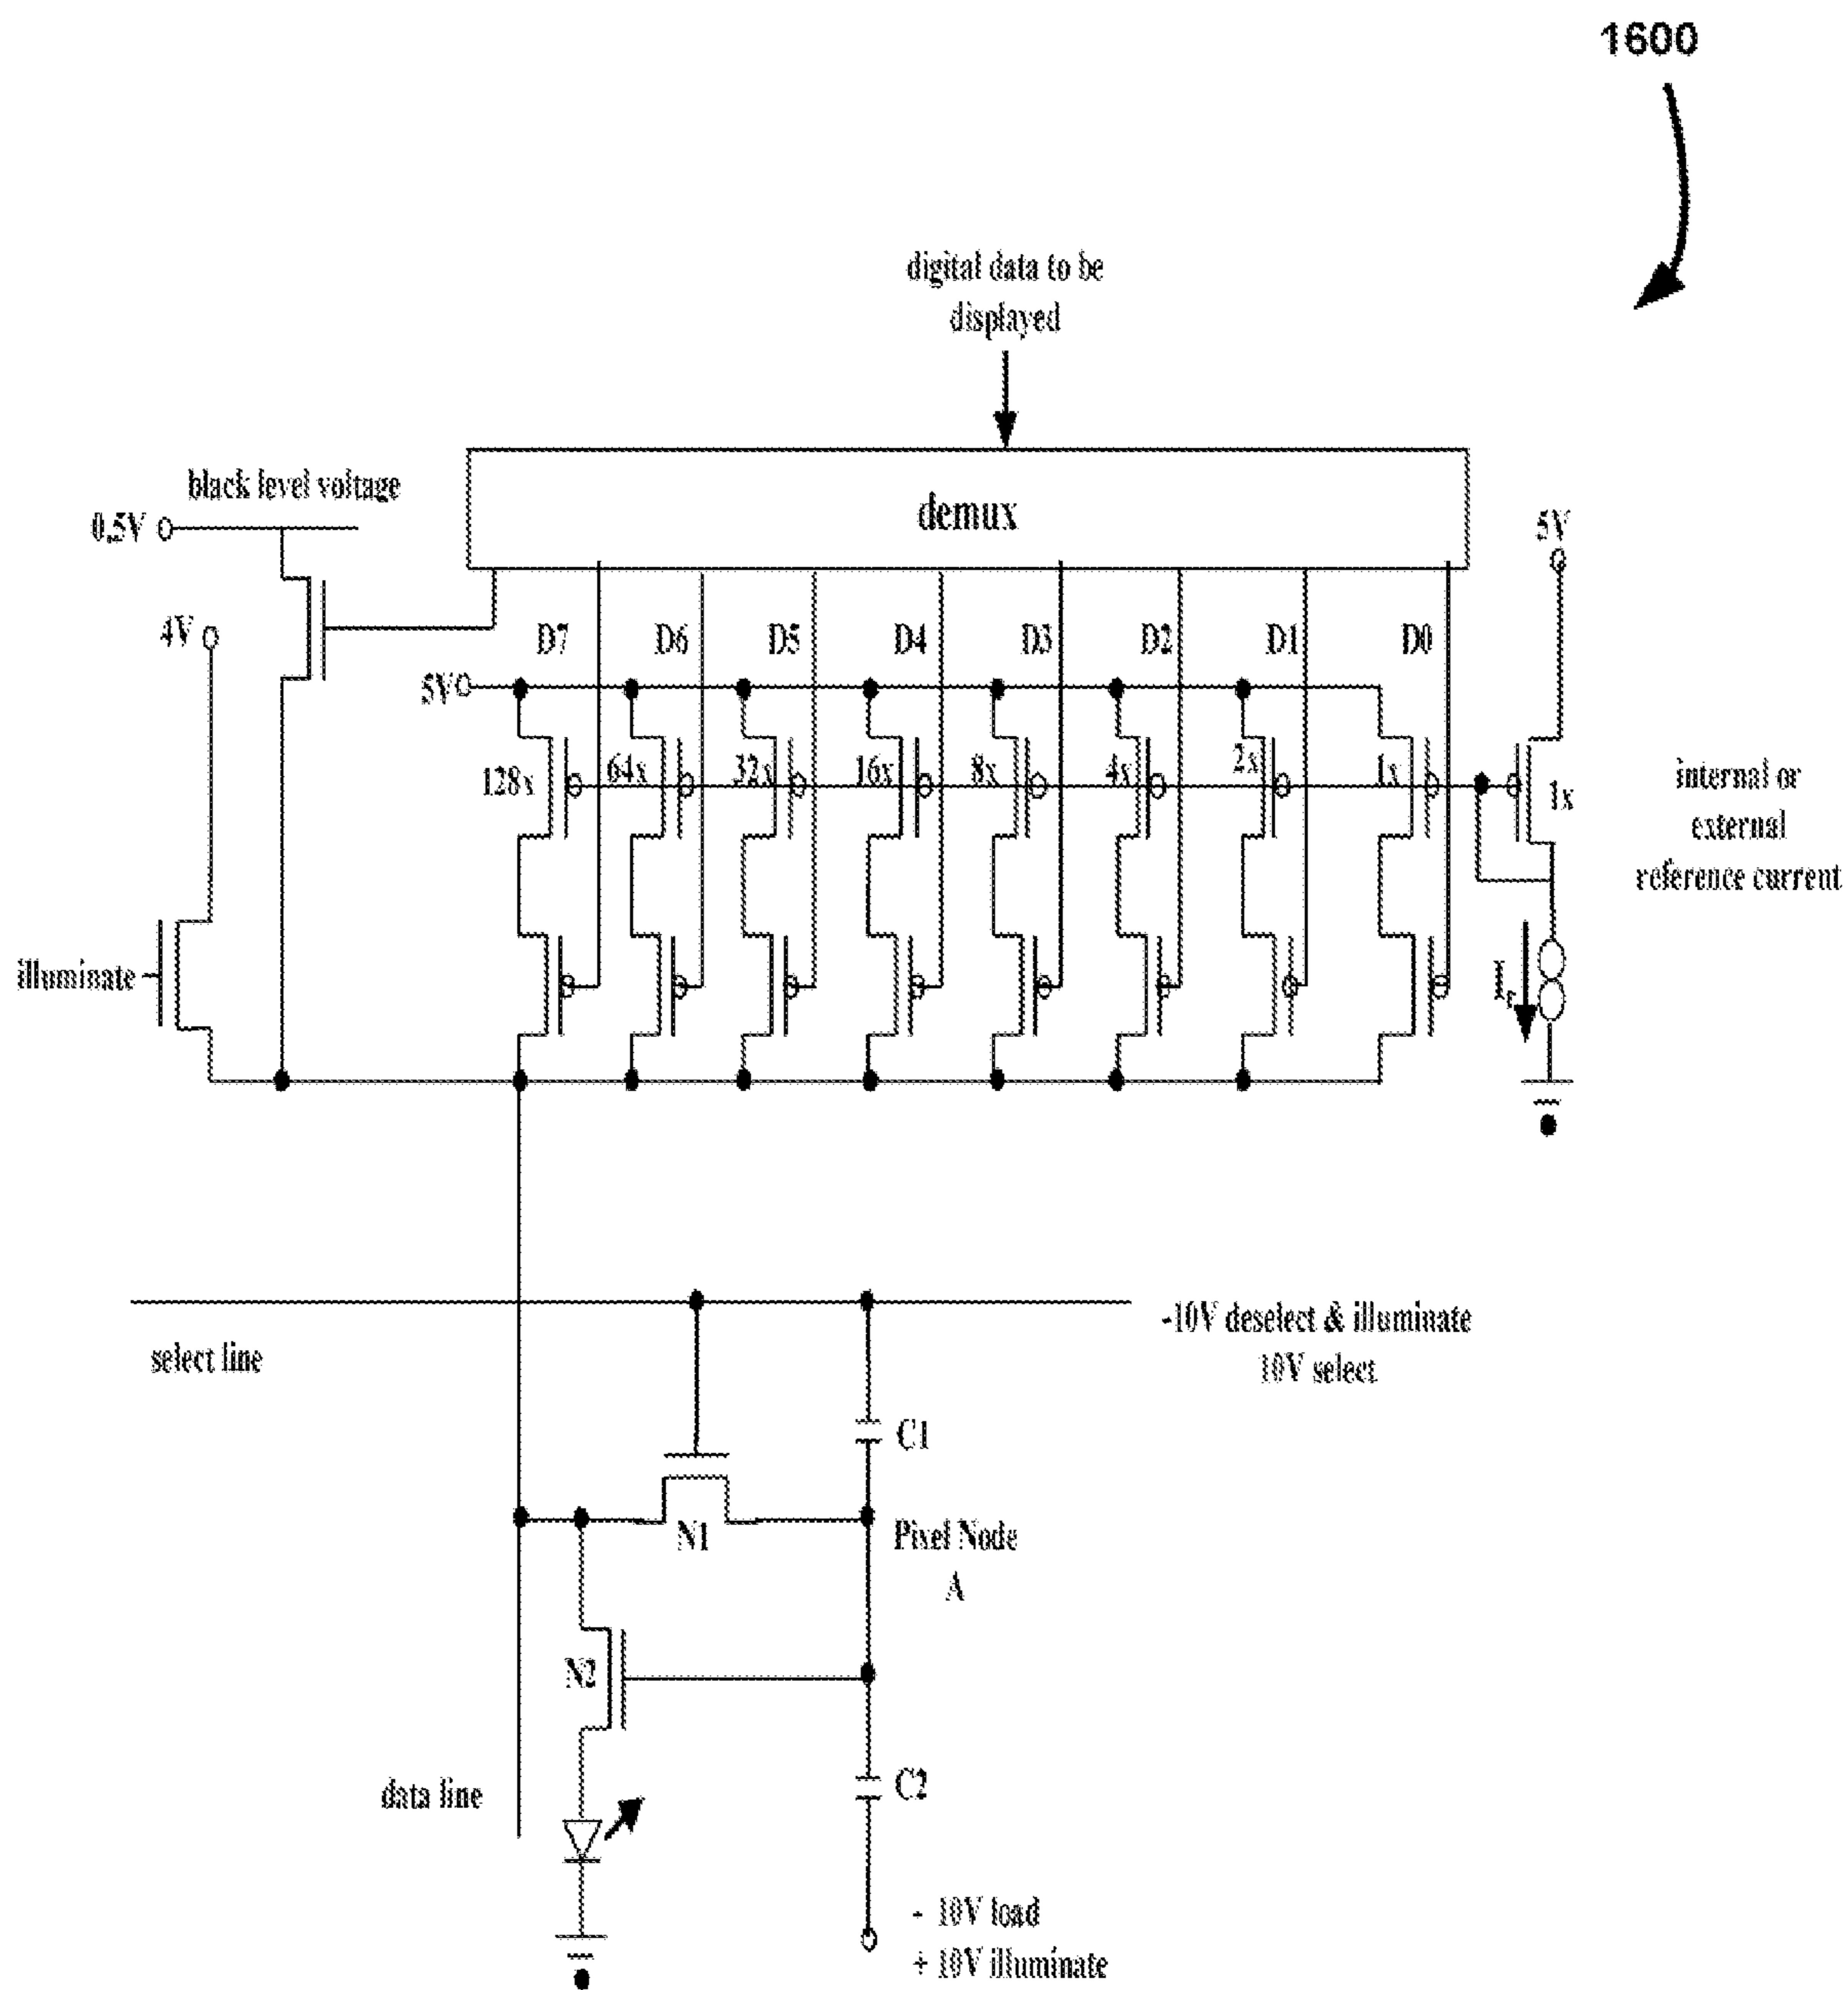 1600
digital data to be
displayed
black level voltage
0.5V
demux
5V
4V
D7 D6 D5 D4 D3 D2 D1 D0
5V
128x 64x 32x 16x 8x 4x 2x 1x 1x
internal or
external
reference current
illuminate
Ir
select line
-10V deselect & illuminate
10V select
C1
N1
Pixel Node
A
N2
data line
C2
- 10V load
+ 10V illuminate